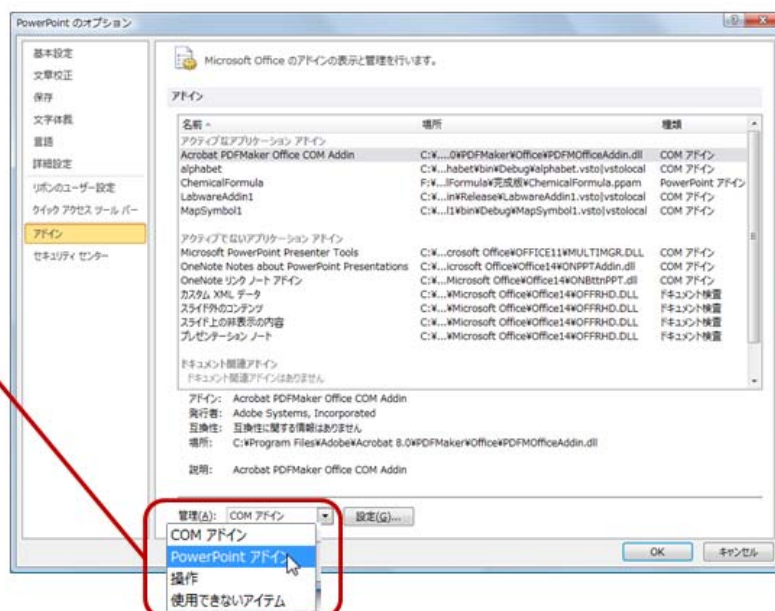 PowerPoint のオプション
基本設定
文章校正
保存
文字体裁
言語
詳細設定
リボンのユーザー設定
クイック アクセス ツール バー
アドイン
セキュリティ センター
Microsoft Office のアドインの表示と管理を行います。
アドイン
名前 場所 種類
アクティブなアプリケーション アドイン
Acrobat PDFMaker Office COM Addin C:¥....0¥PDFMaker¥Office¥PDFMOfficeAddin.dll COM アドイン
alphabet C:¥...habet¥bin¥Debug¥alphabet.vsto|vstolocal COM アドイン
ChemicalFormula F:¥...lFormula¥完成版¥ChemicalFormula.ppam PowerPoint アドイン
LabwareAddin1 C:¥...in¥Release¥LabwareAddin1.vsto|vstolocal COM アドイン
MapSymbol1 C:¥...l1¥bin¥Debug¥MapSymbol1.vsto|vstolocal COM アドイン
アクティブでないアプリケーション アドイン
Microsoft PowerPoint Presenter Tools C:¥...crosoft Office¥OFFICE11¥MULTIMGR.DLL COM アドイン
OneNote Notes about PowerPoint Presentations C:¥...icrosoft Office¥Office14¥ONPPTAddin.dll COM アドイン
OneNote リンク ノート アドイン C:¥...Microsoft Office¥Office14¥ONBttnPPT.dll COM アドイン
カスタム XML データ C:¥...¥Microsoft Office¥Office14¥OFFRHD.DLL ドキュメント検査
スライド外のコンテンツ C:¥...¥Microsoft Office¥Office14¥OFFRHD.DLL ドキュメント検査
スライド上の非表示の内容 C:¥...¥Microsoft Office¥Office14¥OFFRHD.DLL ドキュメント検査
プレゼンテーション ノート C:¥...¥Microsoft Office¥Office14¥OFFRHD.DLL ドキュメント検査
ドキュメント関連アドイン
ドキュメント関連アドインはありません
アドイン: Acrobat PDFMaker Office COM Addin
発行者: Adobe Systems, Incorporated
互換性: 互換性に関する情報はありません
場所: C:¥Program Files¥Adobe¥Acrobat 8.0¥PDFMaker¥Office¥PDFMOfficeAddin.dll
説明: Acrobat PDFMaker Office COM Addin
管理(A): COM アドイン 設定(G)...
COM アドイン
PowerPoint アドイン
操作
使用できないアイテム
OK キャンセル